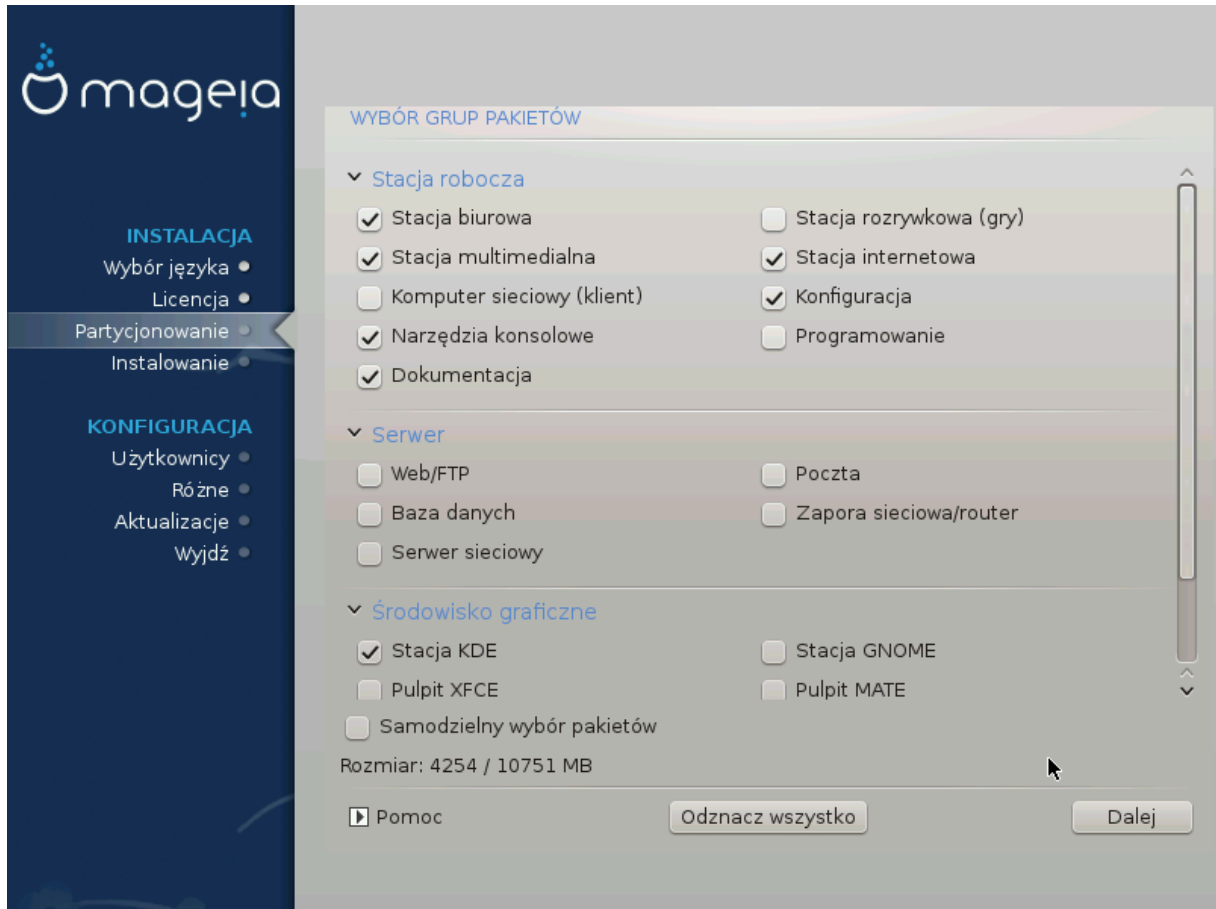 mageia
INSTALACJA
Wybór języka
Licencja
Partycjonowanie
Instalowanie
KONFIGURACJA
Użytkownicy
Różne
Aktualizacje
Wyjdź
WYBÓR GRUP PAKIETÓW
Stacja robocza
Stacja biurowa
Stacja rozrywkowa (gry)
Stacja multimedialna
Stacja internetowa
Komputer sieciowy (klient)
Konfiguracja
Narzędzia konsolowe
Programowanie
Dokumentacja
Serwer
Web/FTP
Poczta
Baza danych
Zapora sieciowa/router
Serwer sieciowy
Środowisko graficzne
Stacja KDE
Stacja GNOME
Pulpit XFCE
Pulpit MATE
Samodzielny wybór pakietów
Rozmiar: 4254 / 10751 MB
Pomoc
Odznacz wszystko
Dalej